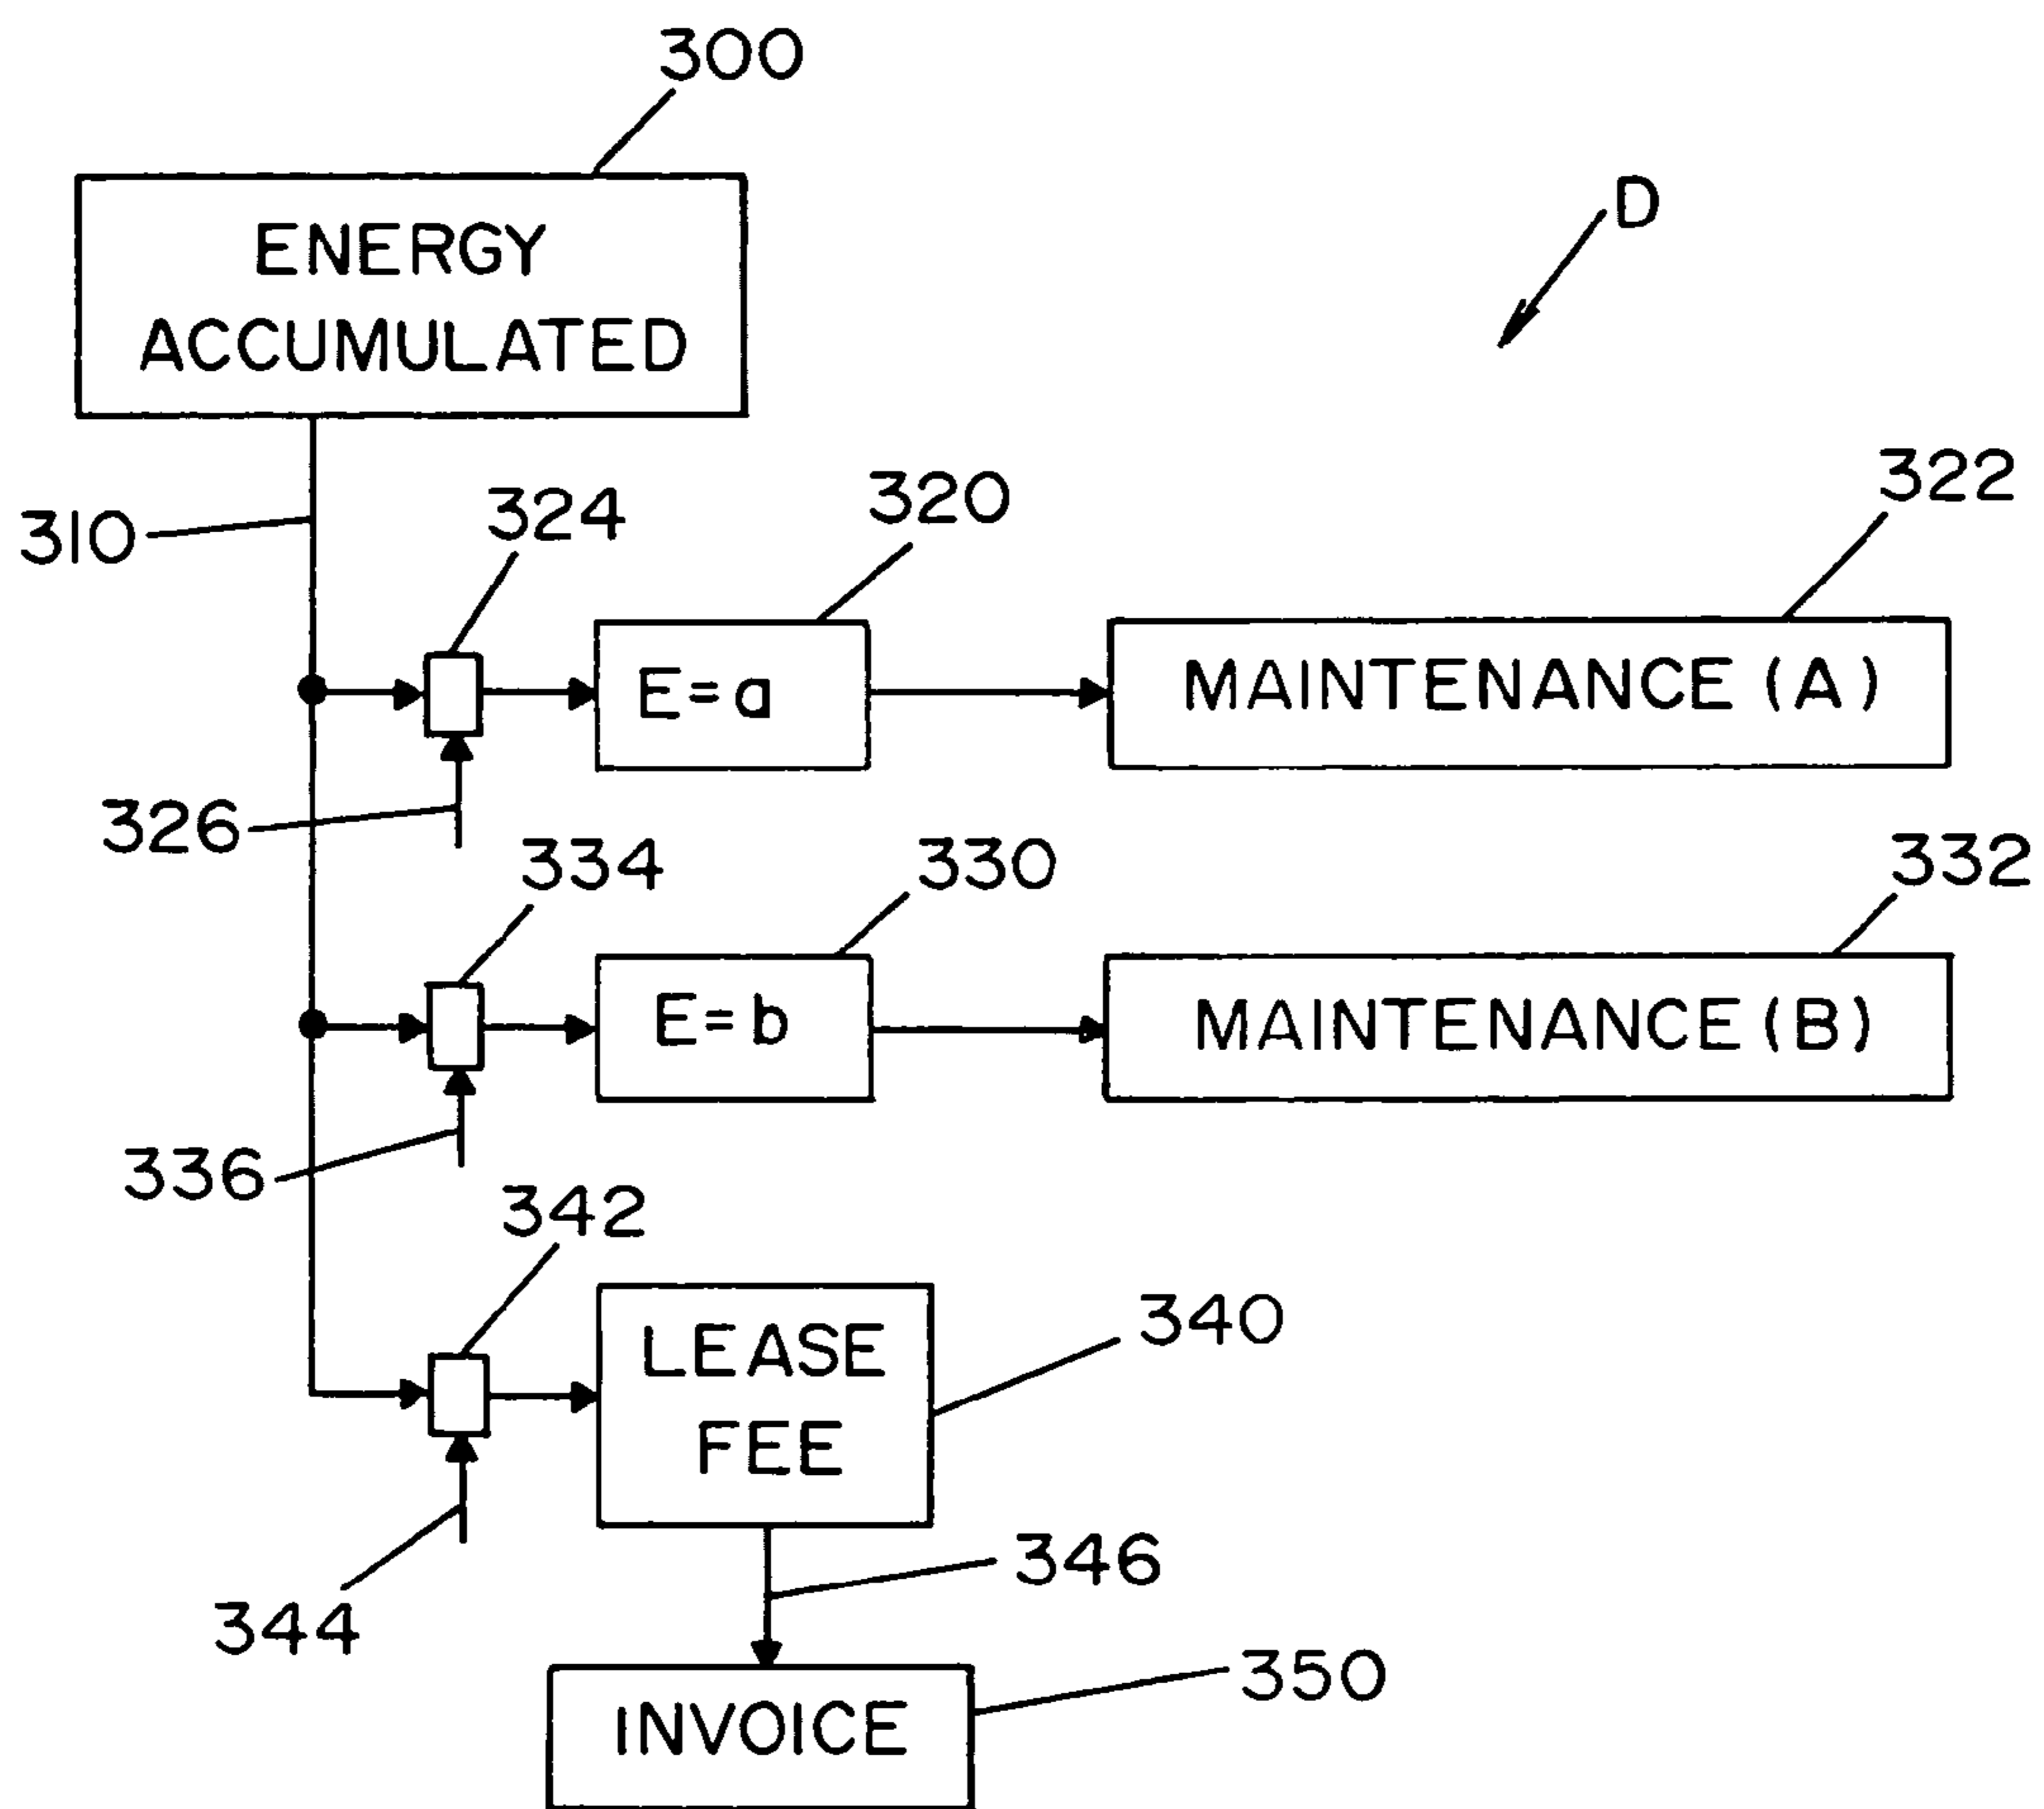 300
ENERGY
ACCUMULATED
D
310
324
320
322
E=a
MAINTENANCE (A)
326
334
330
332
E=b
MAINTENANCE (B)
336
342
LEASE
FEE
340
344
346
INVOICE
350